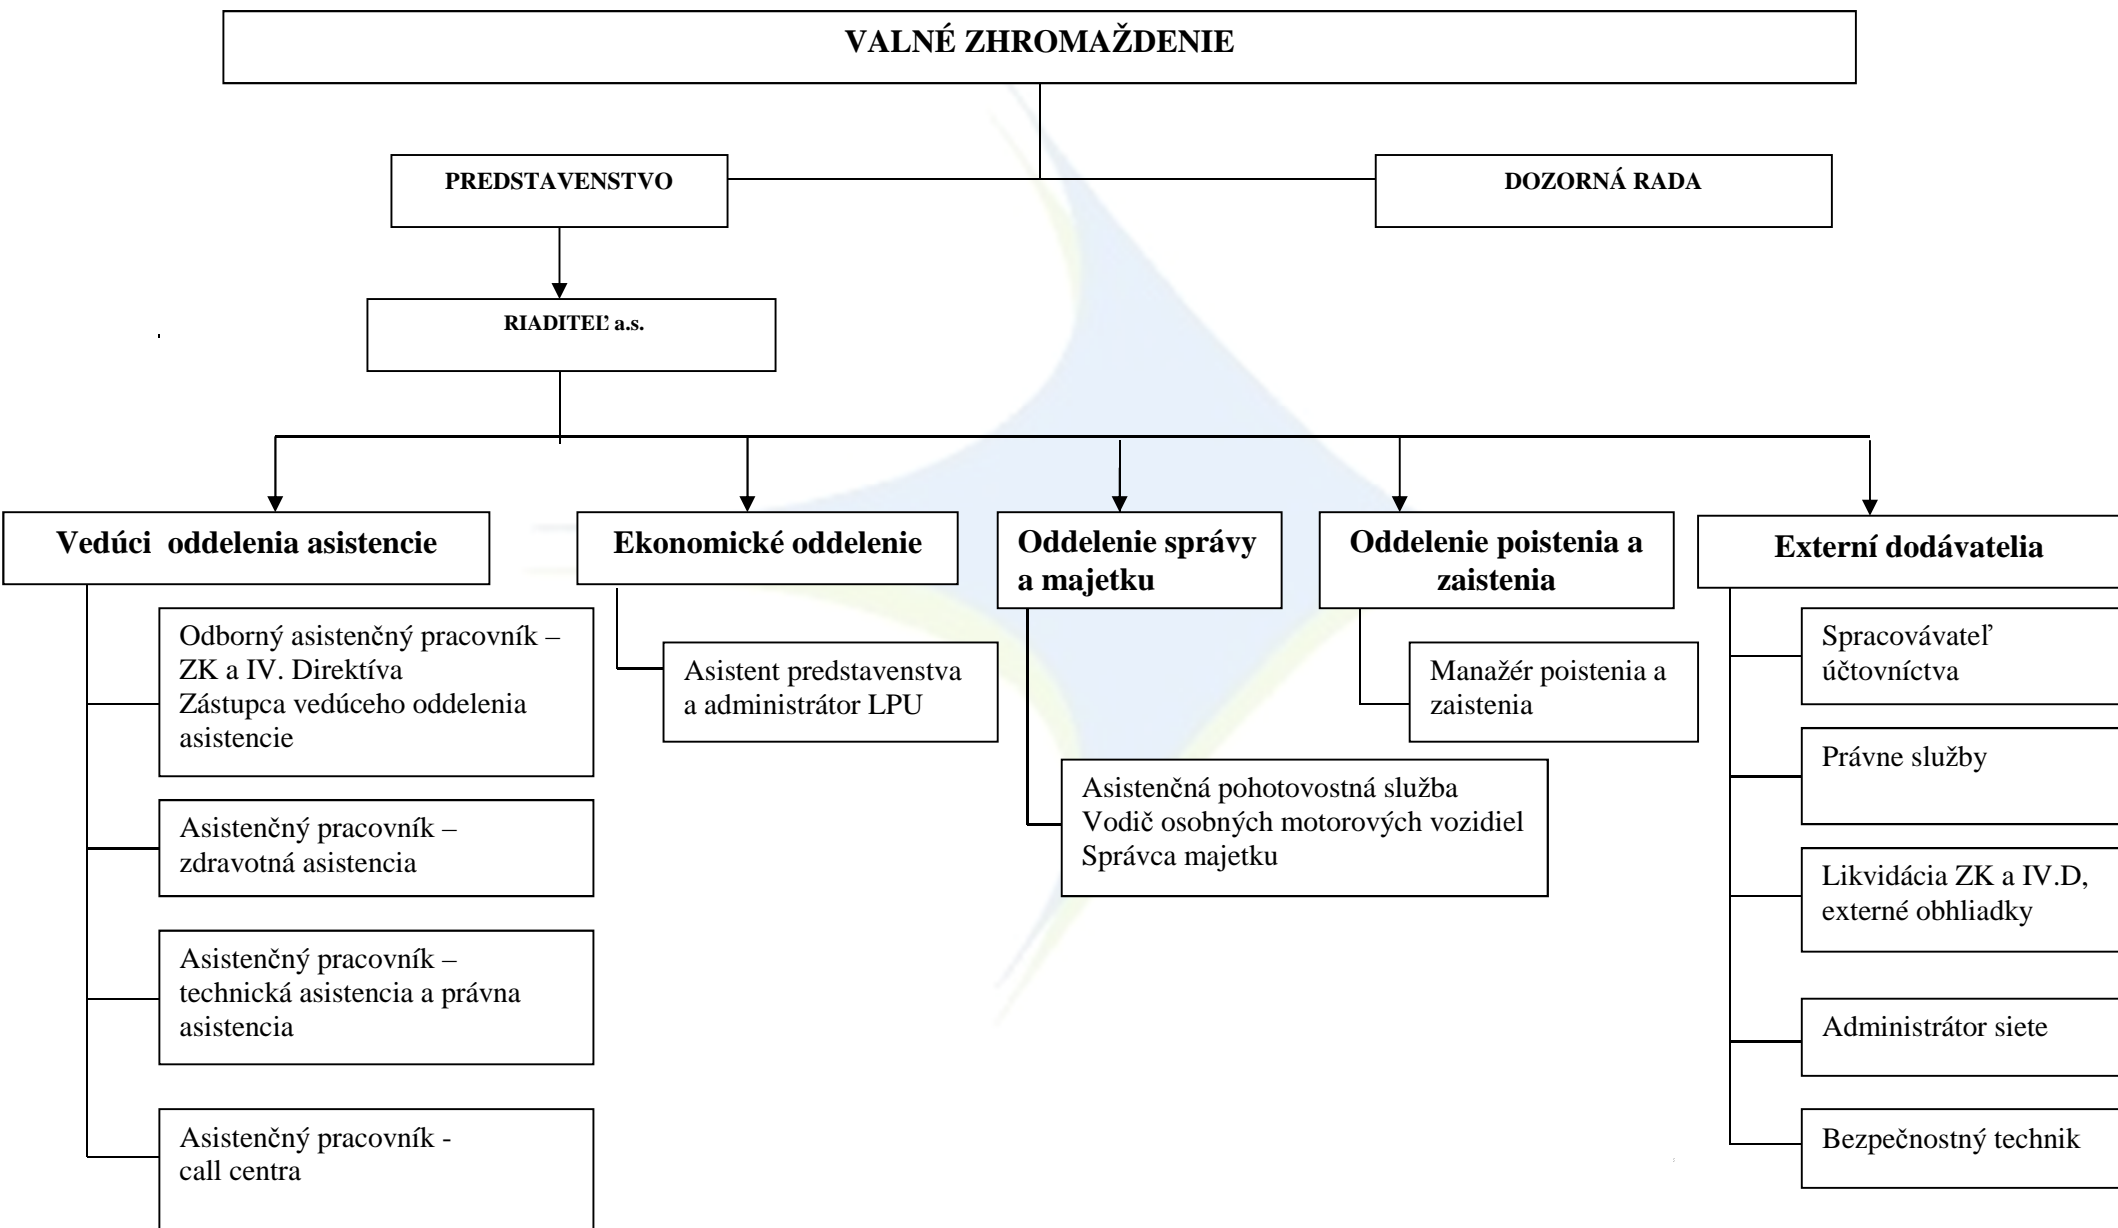 VALNÉ ZHROMAŽDENIE
PREDSTAVENSTVO
DOZORNÁ RADA
RIADITEĽ a.s.
Vedúci oddelenia asistencie
Odborný asistenčný pracovník –
ZK a IV. Direktíva
Zástupca vedúceho oddelenia
asistencie
Asistenčný pracovník –
zdravotná asistencia
Asistenčný pracovník –
technická asistencia a právna
asistencia
Asistenčný pracovník -
call centra
Ekonomické oddelenie
Asistent predstavenstva
a administrátor LPU
Oddelenie správy
a majetku
Asistenčná pohotovostná služba
Vodič osobných motorových vozidiel
Správca majetku
Oddelenie poistenia a
zaistenia
Manažér poistenia a
zaistenia
Externí dodávatelia
Spracovávateľ
účtovníctva
Právne služby
Likvidácia ZK a IV.D,
externé obhliadky
Administrátor siete
Bezpečnostný technik